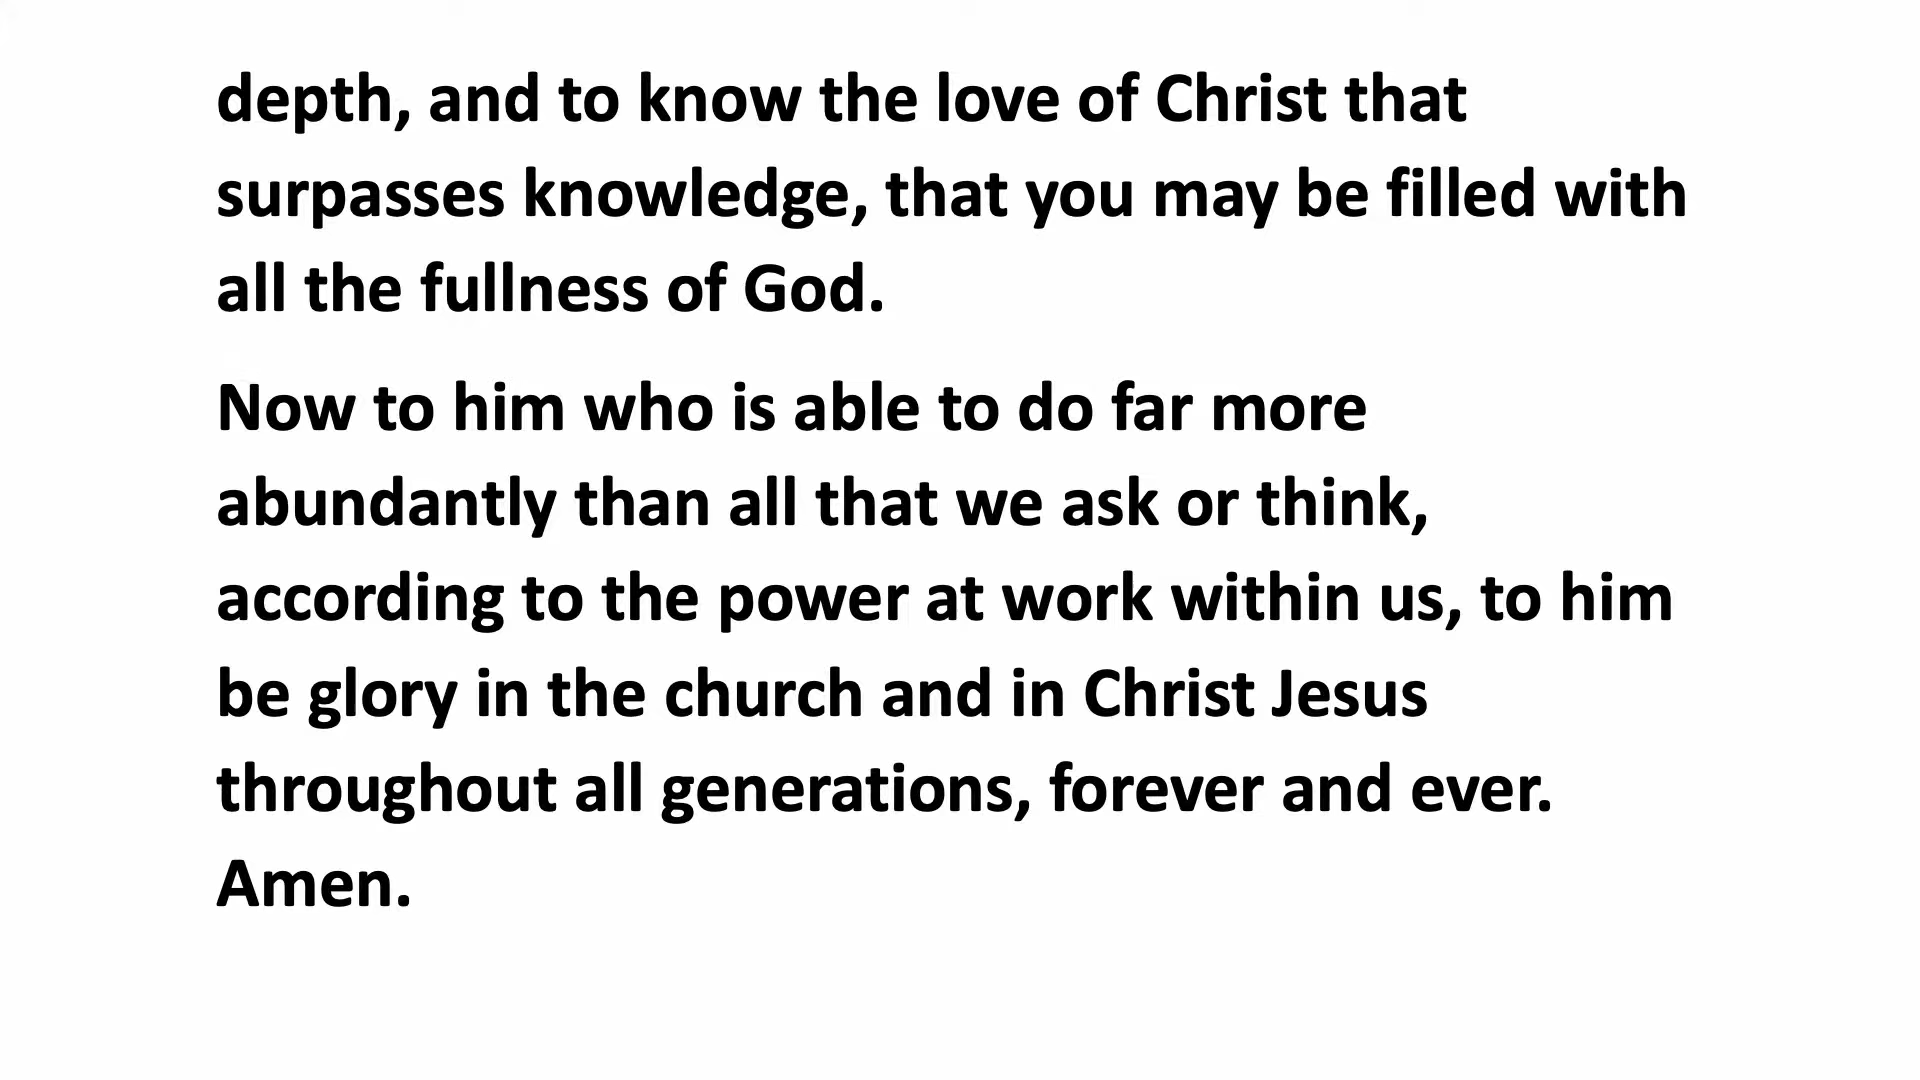 depth, and to know the love of Christ that
surpasses knowledge, that you may be filled with
all the fullness of God.
Now to him who is able to do far more
abundantly than all that we ask or think,
according to the power at work within us, to him
be glory in the church and in Christ Jesus
throughout all generations, forever and ever.
Amen.